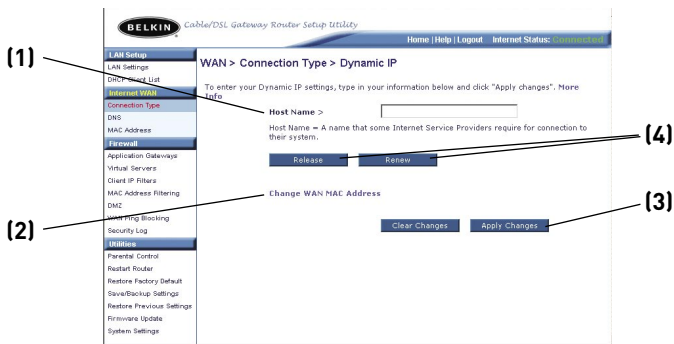 BELKIN Cable/DSL Gateway Router Setup Utility
Home | Help | Logout Internet Status: Connected
LAN Setup
LAN Settings
DHCP Client List
Internet WAN
Connection Type
DNS
MAC Address
Firewall
Application Gateways
Virtual Servers
Client IP Filters
MAC Address Filtering
DMZ
WAN Ping Blocking
Security Log
Utilities
Parental Control
Restart Router
Restore Factory Default
Save/Backup Settings
Restore Previous Settings
Firmware Update
System Settings
WAN > Connection Type > Dynamic IP
To enter your Dynamic IP settings, type in your information below and click "Apply changes". More
Info
Host Name >
Host Name = A name that some Internet Service Providers require for connection to
their system.
Release Renew
Change WAN MAC Address
Clear Changes Apply Changes
(1)
(2)
(4)
(3)